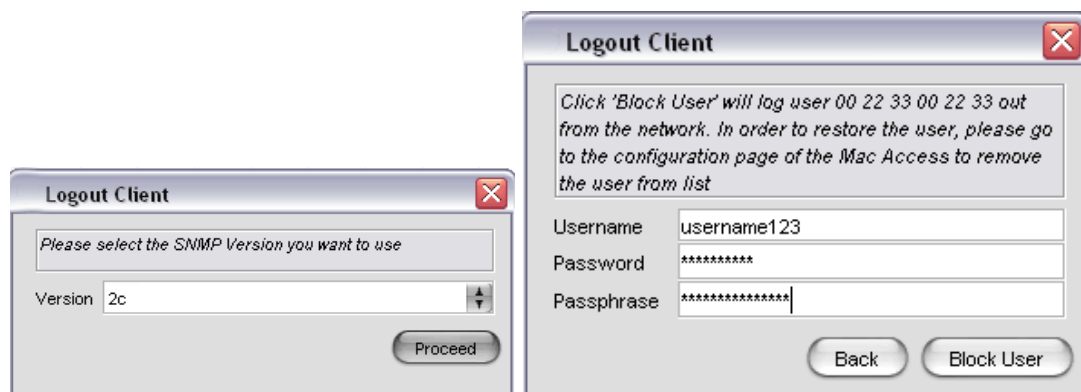 Logout Client
Please select the SNMP Version you want to use
Version 2c
Proceed
Logout Client
Click 'Block User' will log user 00 22 33 00 22 33 out
from the network. In order to restore the user, please go
to the configuration page of the Mac Access to remove
the user from list
Username username123
Password **********
Passphrase ***************
Back Block User